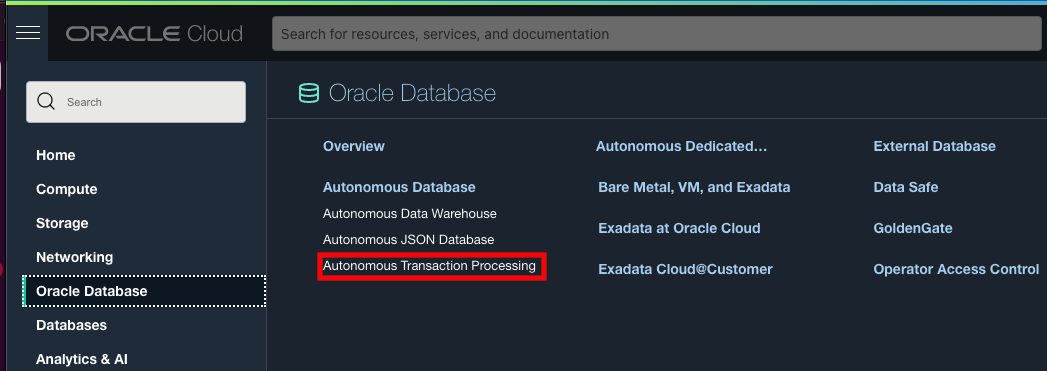 ORACLE Cloud
Search for resources, services, and documentation
Search
Home
Compute
Storage
Networking
Oracle Database
Databases
Analytics & AI
Oracle Database
Overview
Autonomous Database
Autonomous Data Warehouse
Autonomous JSON Database
Autonomous Transaction Processing
Autonomous Dedicated...
Bare Metal, VM, and Exadata
Exadata at Oracle Cloud
Exadata Cloud@Customer
External Database
Data Safe
GoldenGate
Operator Access Control